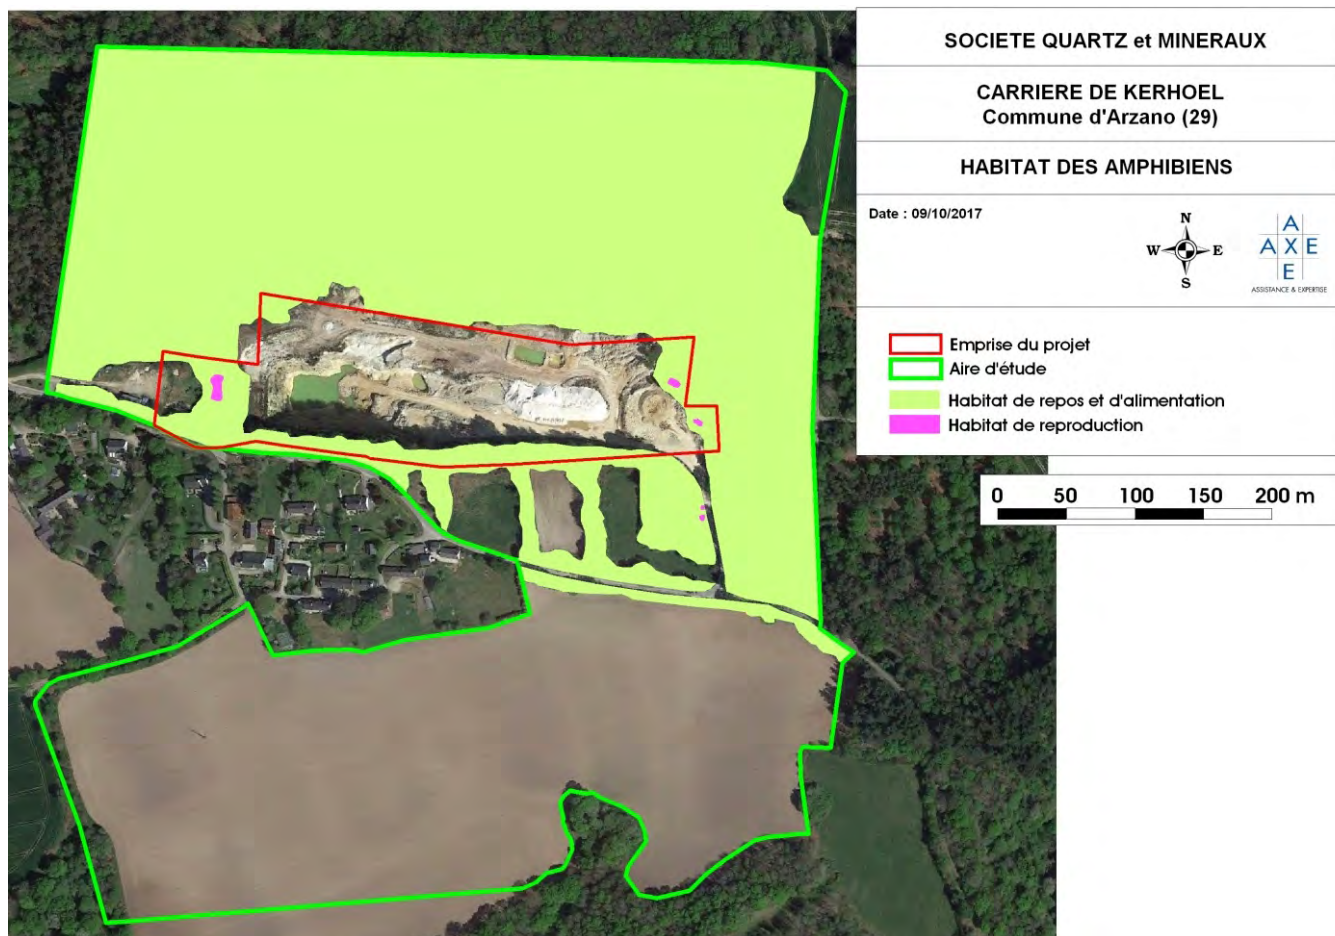 SOCIETE QUARTZ et MINERAUX
CARRIERE DE KERHOEL
Commune d'Arzano (29)
HABITAT DES AMPHIBIENS
Date : 09/10/2017
N
W E
S
A
A X E
E
ASSISTANCE & EXPERTISE
Emprise du projet
Aire d'étude
Habitat de repos et d'alimentation
Habitat de reproduction
0 50 100 150 200 m